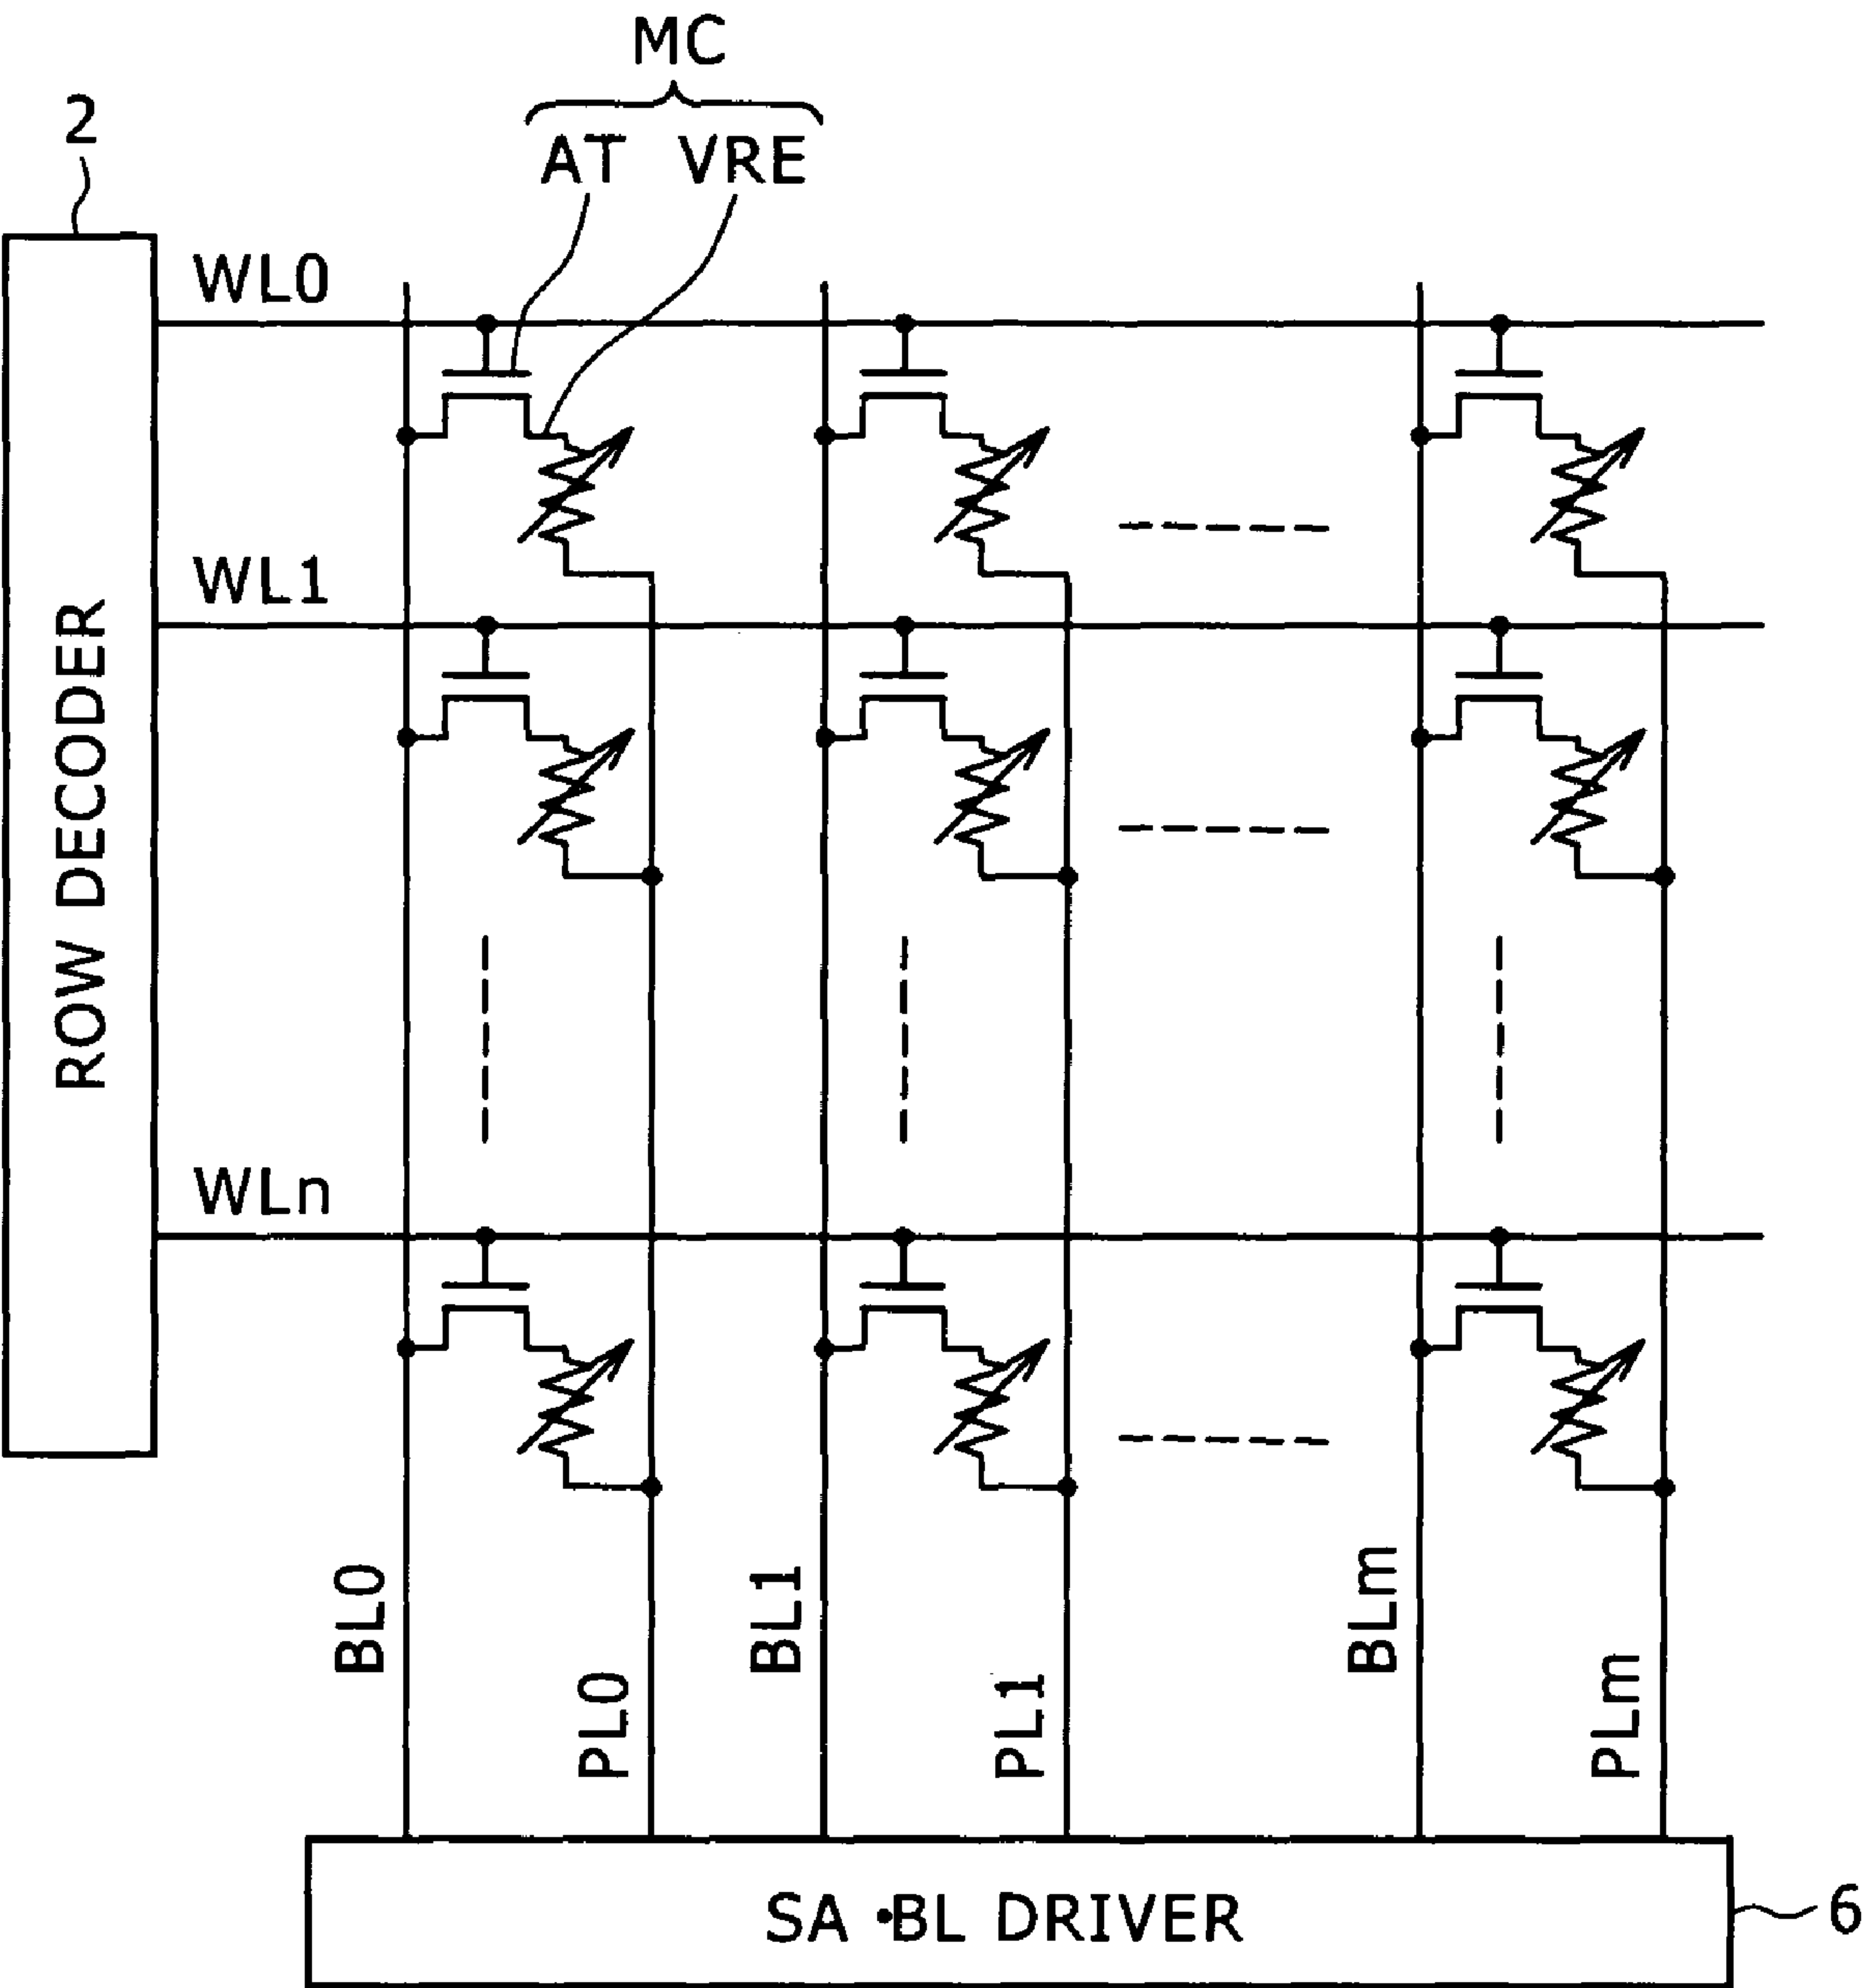 MC
2
AT VRE
WL0
WL1
ROW DECODER
WLn
BL0
BL1
BLm
PL0
PL1
PLm
SA •BL DRIVER
6